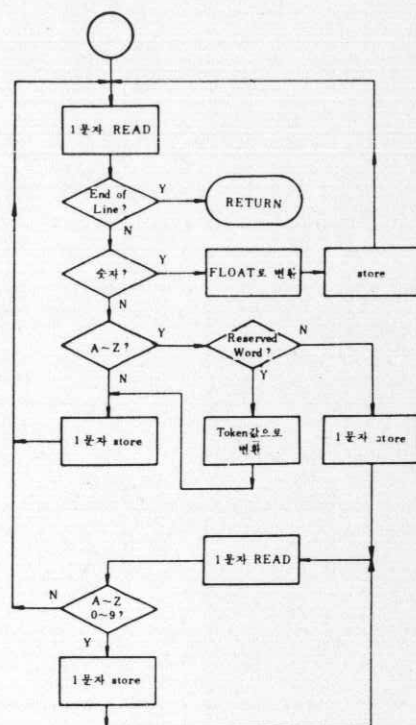 1문자 READ
End of
Line?
Y
RETURN
N
숫자?
Y
FLOAT로 변환
store
N
A~Z?
Y
Reserved
Word?
N
N
Y
1문자 store
Token값으로
변환
1문자 store
1문자 READ
N
A~Z
0~9?
Y
1문자 store